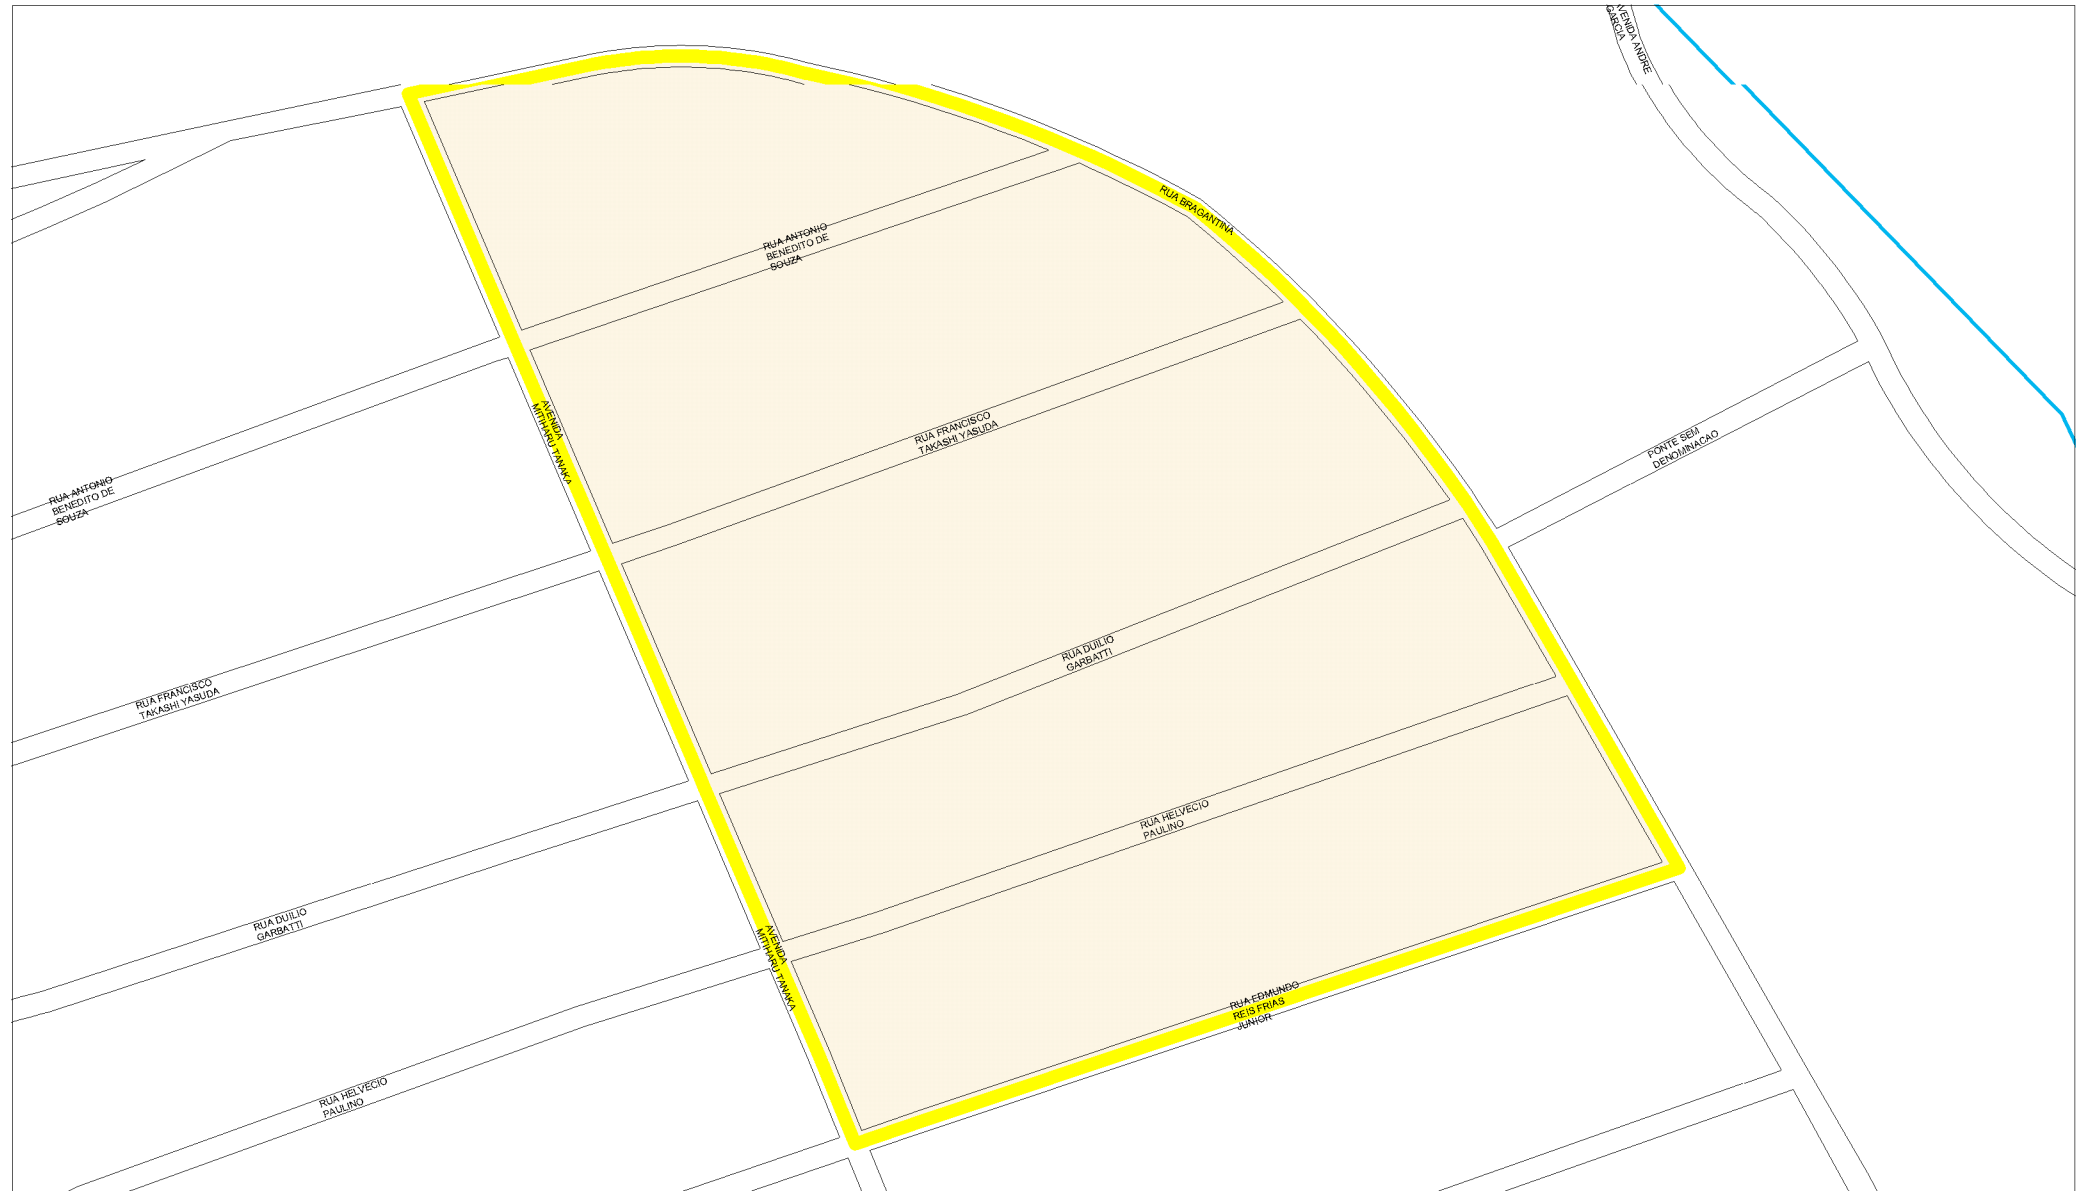 AVENIDA ANDRE
GARCIA
RUA BRAGANTINA
RUA ANTONIO
BENEDITO DE
SOUZA
AVENIDA
MITIHARU TANAKA
RUA FRANCISCO
TAKASHI YASUDA
PONTE SEM
DENOMINACAO
RUA ANTONIO
BENEDITO DE
SOUZA
RUA DUILIO
GARBATTI
RUA FRANCISCO
TAKASHI YASUDA
RUA HELVECIO
PAULINO
RUA DUILIO
GARBATTI
AVENIDA
MITIHARU TANAKA
RUA EDMUNDO
REIS FRIAS
JUNIOR
RUA HELVECIO
PAULINO